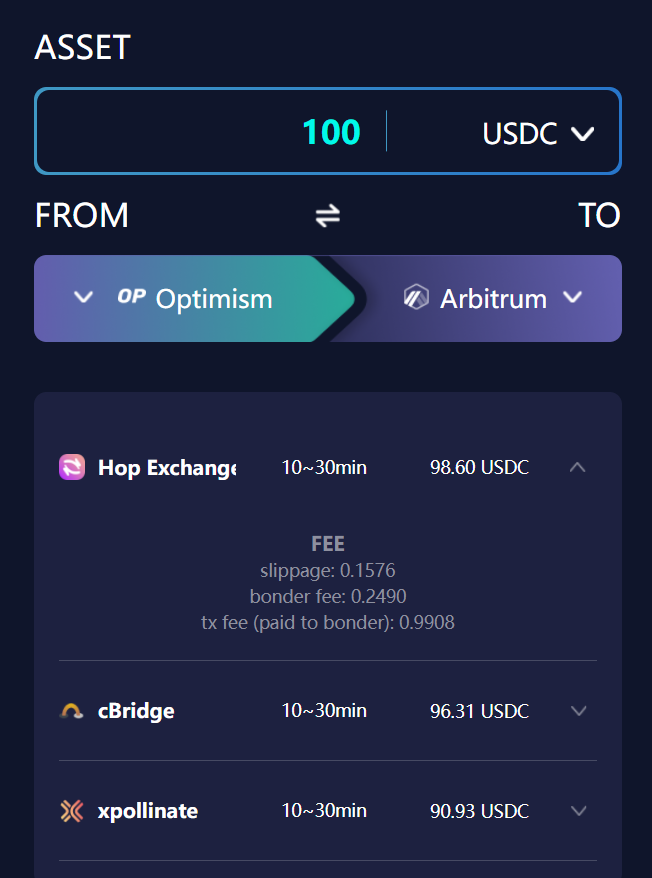 ASSET
100 USDC
FROM TO
OP Optimism Arbitrum
Hop Exchange 10~30min 98.60 USDC
FEE
slippage: 0.1576
bonder fee: 0.2490
tx fee (paid to bonder): 0.9908
cBridge 10~30min 96.31 USDC
xpollinate 10~30min 90.93 USDC